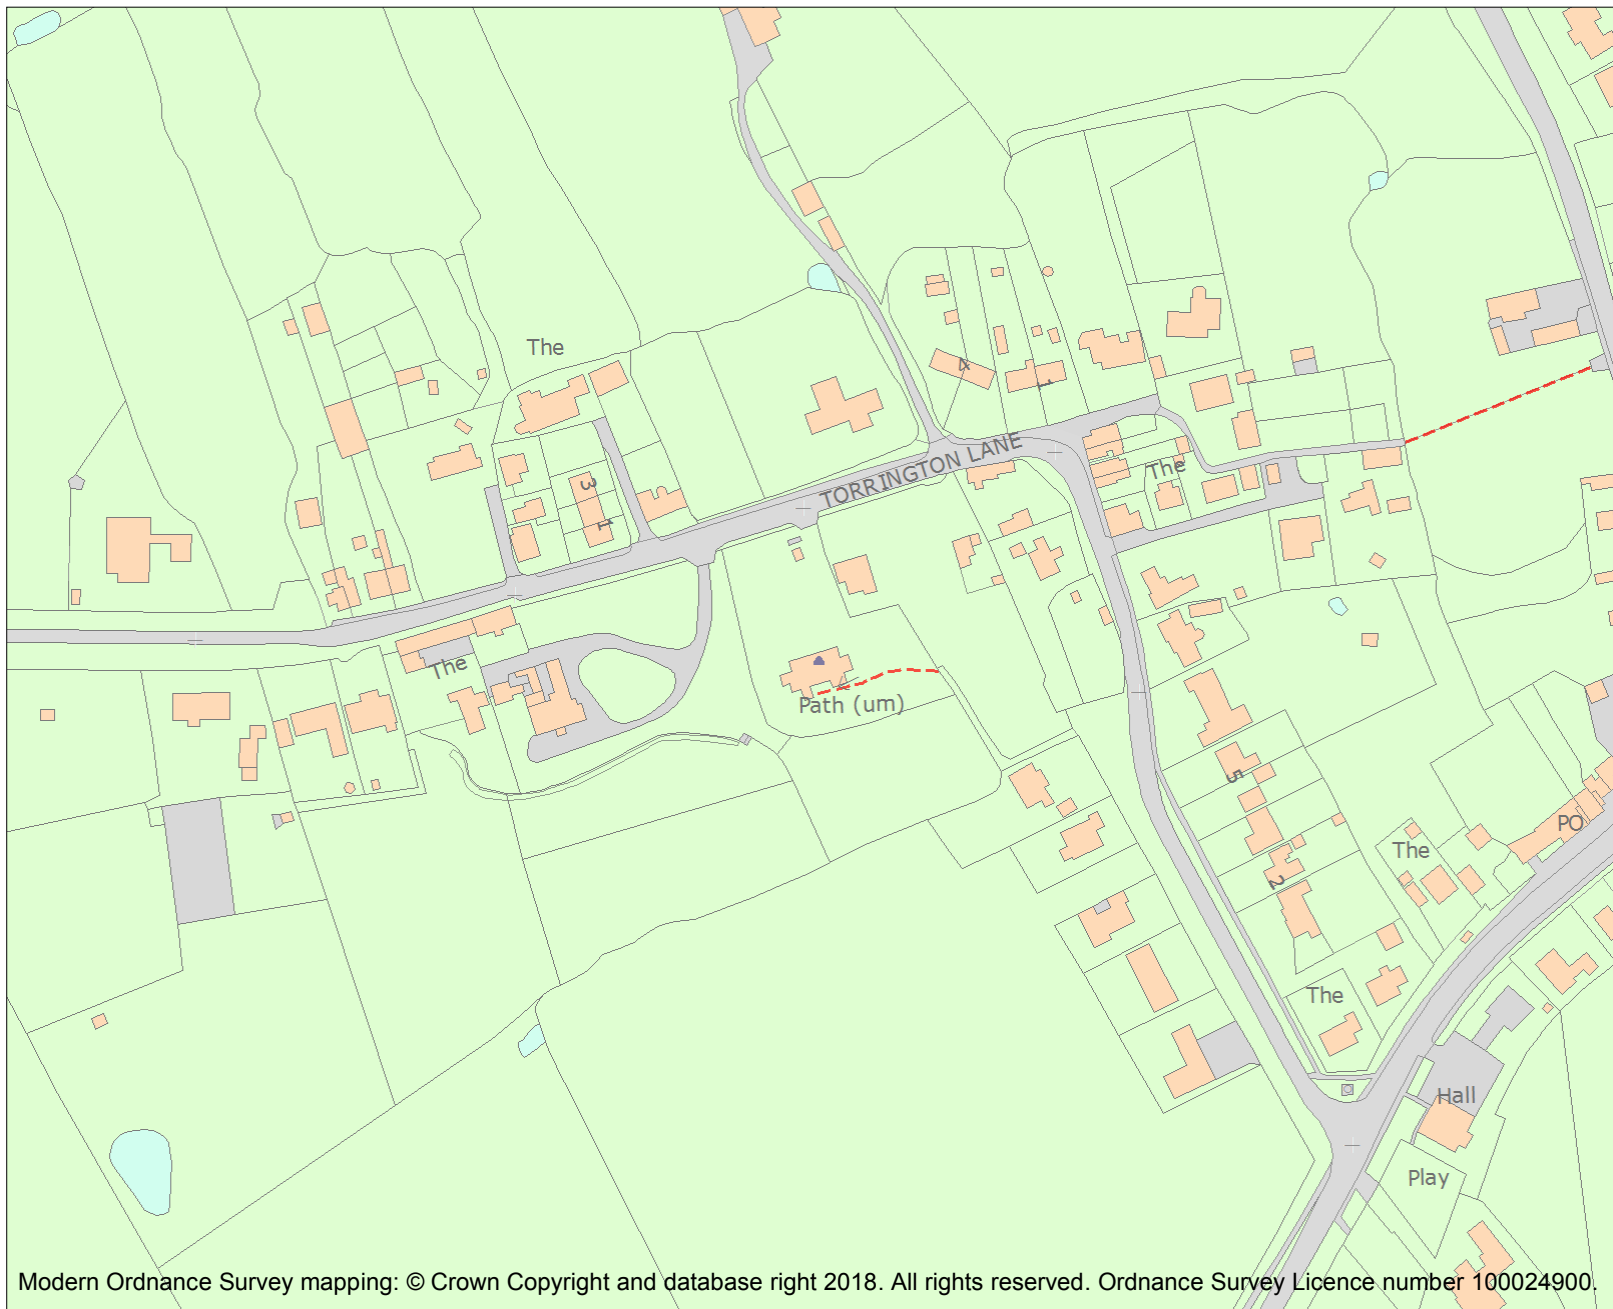 The
4
1
TORRINGTON LANE
The
3
1
The
Path (um)
5
PO
The
2
The
Hall
Play
Modern Ordnance Survey mapping: © Crown Copyright and database right 2018. All rights reserved. Ordnance Survey Licence number 100024900.